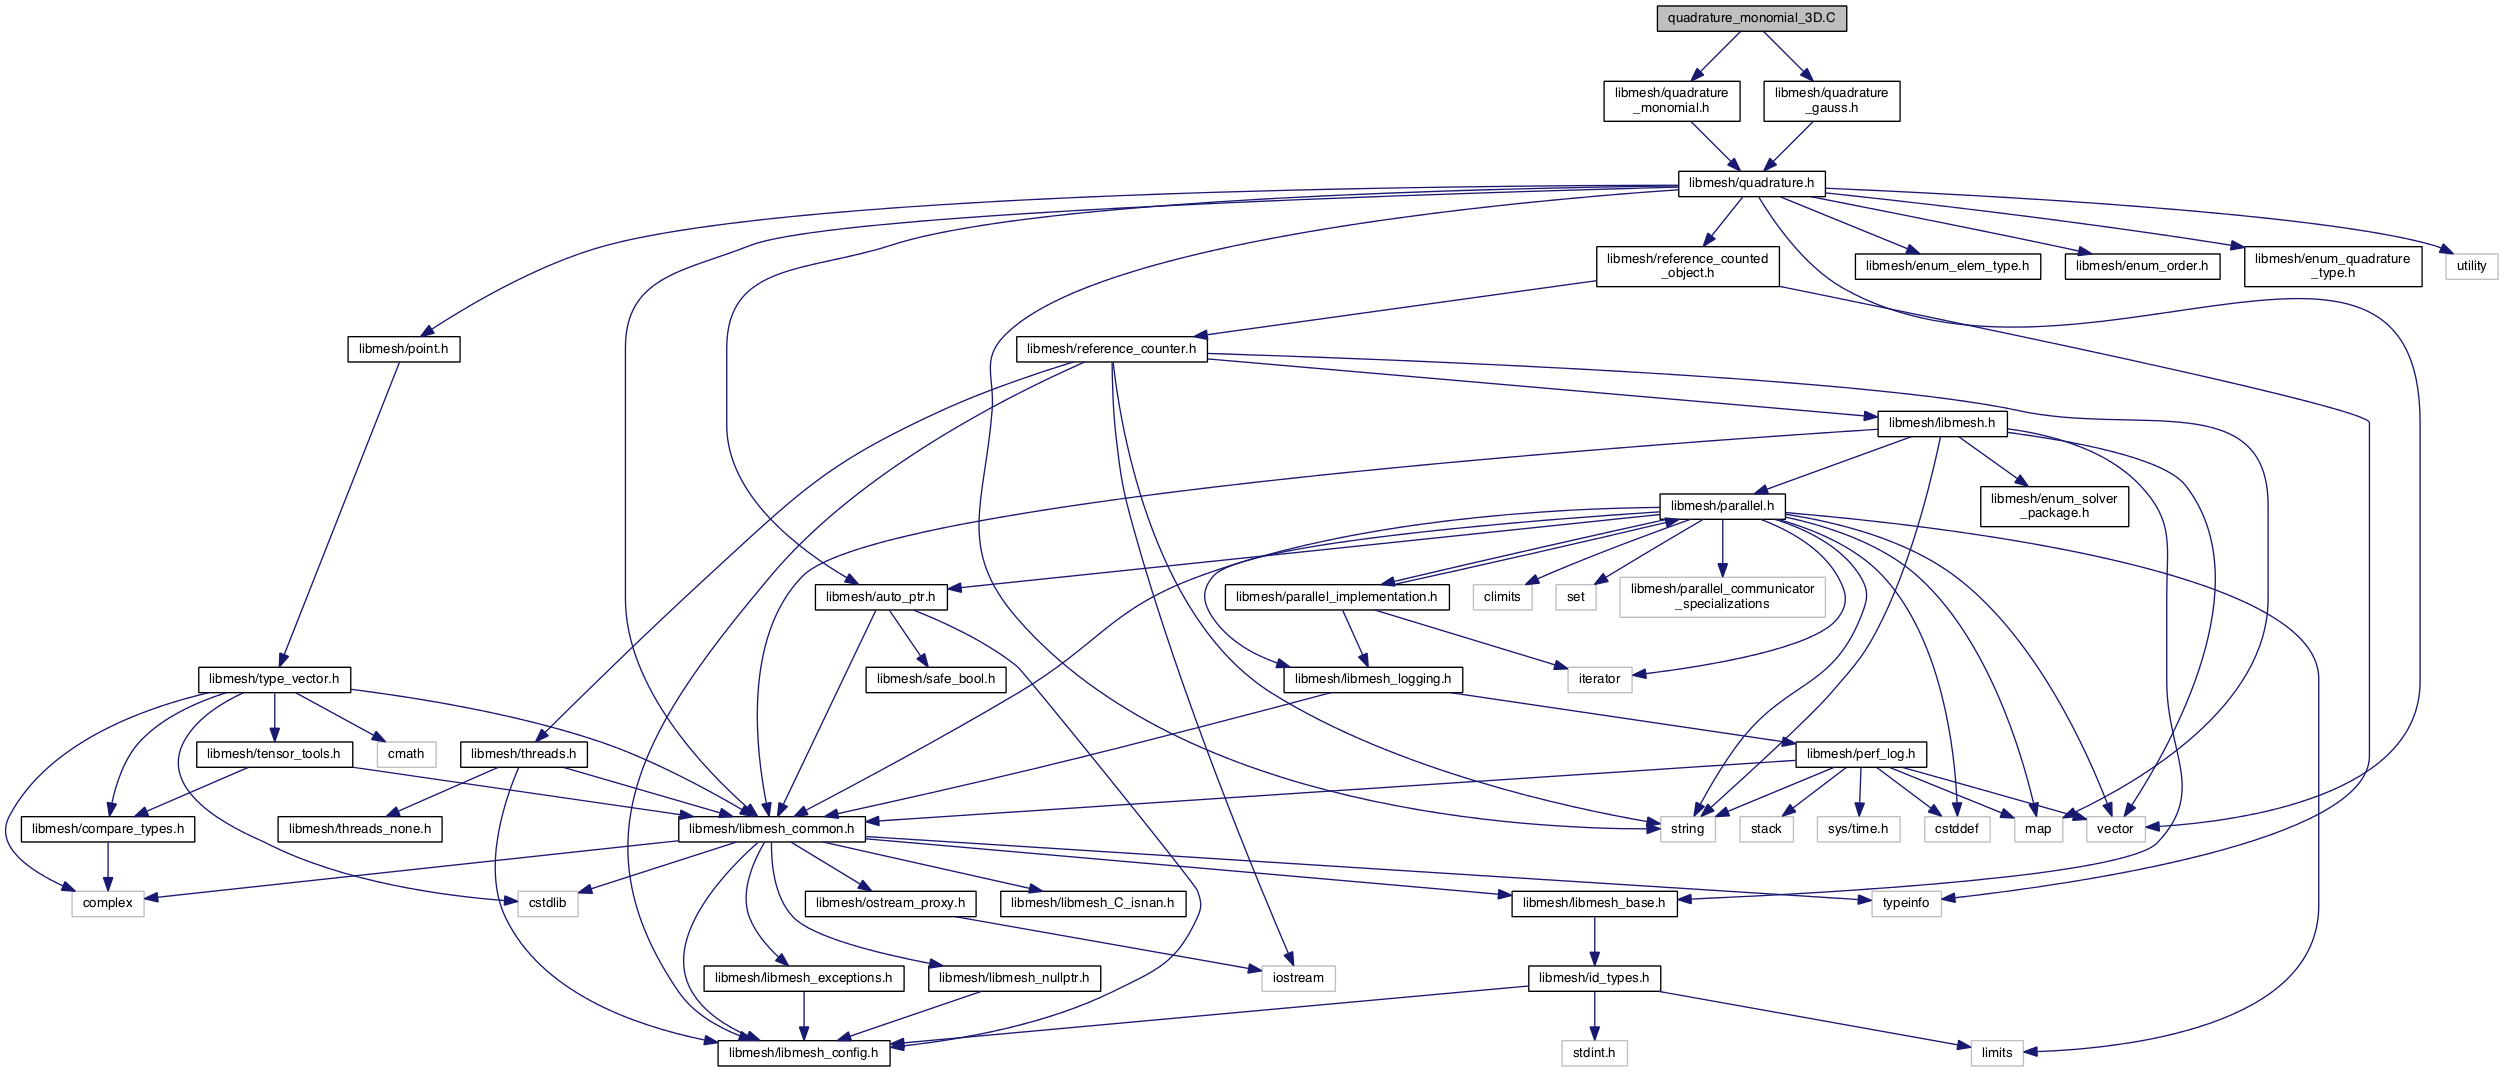 quadrature_monomial_3D.C
libmesh/quadrature
_monomial.h
libmesh/quadrature
_gauss.h
libmesh/quadrature.h
libmesh/reference_counted
_object.h
libmesh/enum_elem_type.h
libmesh/enum_order.h
libmesh/enum_quadrature
_type.h
utility
libmesh/point.h
libmesh/reference_counter.h
libmesh/libmesh.h
libmesh/parallel.h
libmesh/enum_solver
_package.h
libmesh/auto_ptr.h
libmesh/parallel_implementation.h
climits
set
libmesh/parallel_communicator
_specializations
libmesh/type_vector.h
libmesh/safe_bool.h
libmesh/libmesh_logging.h
iterator
libmesh/tensor_tools.h
cmath
libmesh/threads.h
libmesh/perf_log.h
libmesh/compare_types.h
libmesh/threads_none.h
libmesh/libmesh_common.h
string
stack
sys/time.h
cstddef
map
vector
complex
cstdlib
libmesh/ostream_proxy.h
libmesh/libmesh_C_isnan.h
libmesh/libmesh_base.h
typeinfo
libmesh/libmesh_exceptions.h
libmesh/libmesh_nullptr.h
iostream
libmesh/id_types.h
libmesh/libmesh_config.h
stdint.h
limits